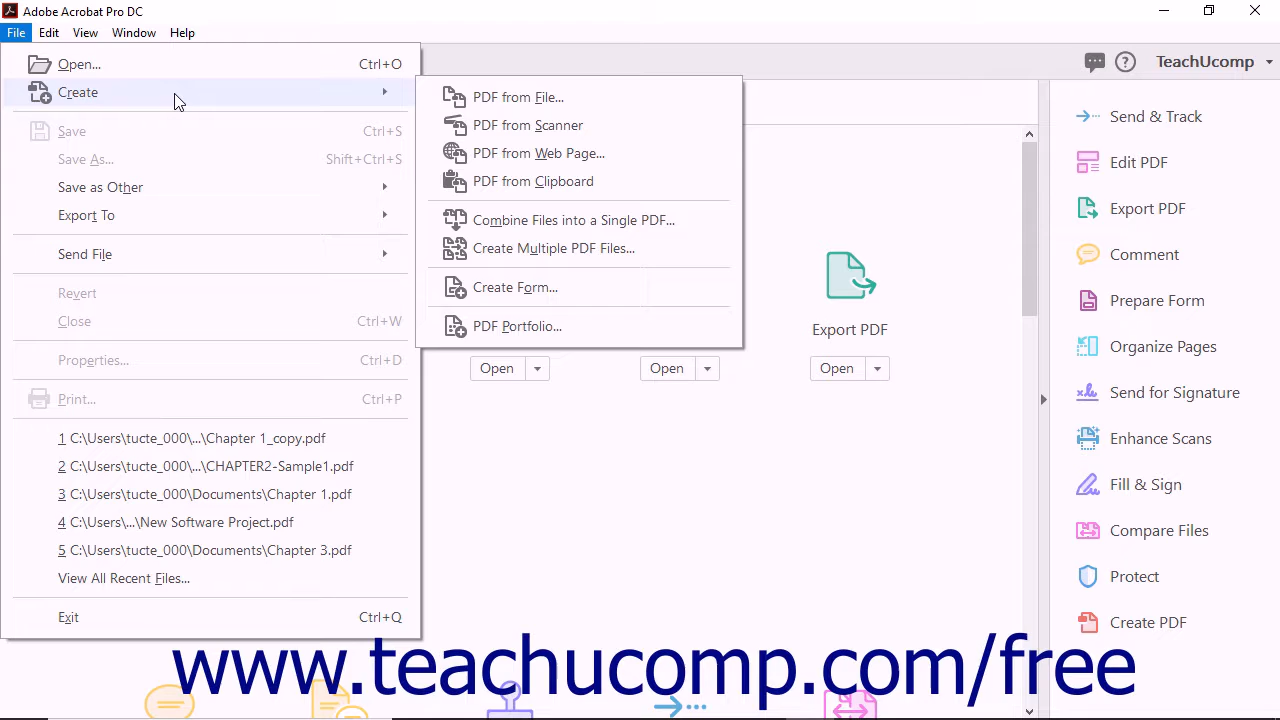 Adobe Acrobat Pro DC
File Edit View Window Help
Open... Ctrl+O
Create
Save Ctrl+S
Save As... Shift+Ctrl+S
Save as Other
Export To
Send File
Revert
Close Ctrl+W
Properties... Ctrl+D
Print... Ctrl+P
1 C:\Users\tucte_000\...\Chapter 1_copy.pdf
2 C:\Users\tucte_000\...\CHAPTER2-Sample1.pdf
3 C:\Users\tucte_000\Documents\Chapter 1.pdf
4 C:\Users\...\New Software Project.pdf
5 C:\Users\tucte_000\Documents\Chapter 3.pdf
View All Recent Files...
Exit Ctrl+Q
PDF from File...
PDF from Scanner
PDF from Web Page...
PDF from Clipboard
Combine Files into a Single PDF...
Create Multiple PDF Files...
Create Form...
PDF Portfolio...
Export PDF
Open Open Open
TeachUcomp
Send & Track
Edit PDF
Export PDF
Comment
Prepare Form
Organize Pages
Send for Signature
Enhance Scans
Fill & Sign
Compare Files
Protect
Create PDF
www.teachucomp.com/free